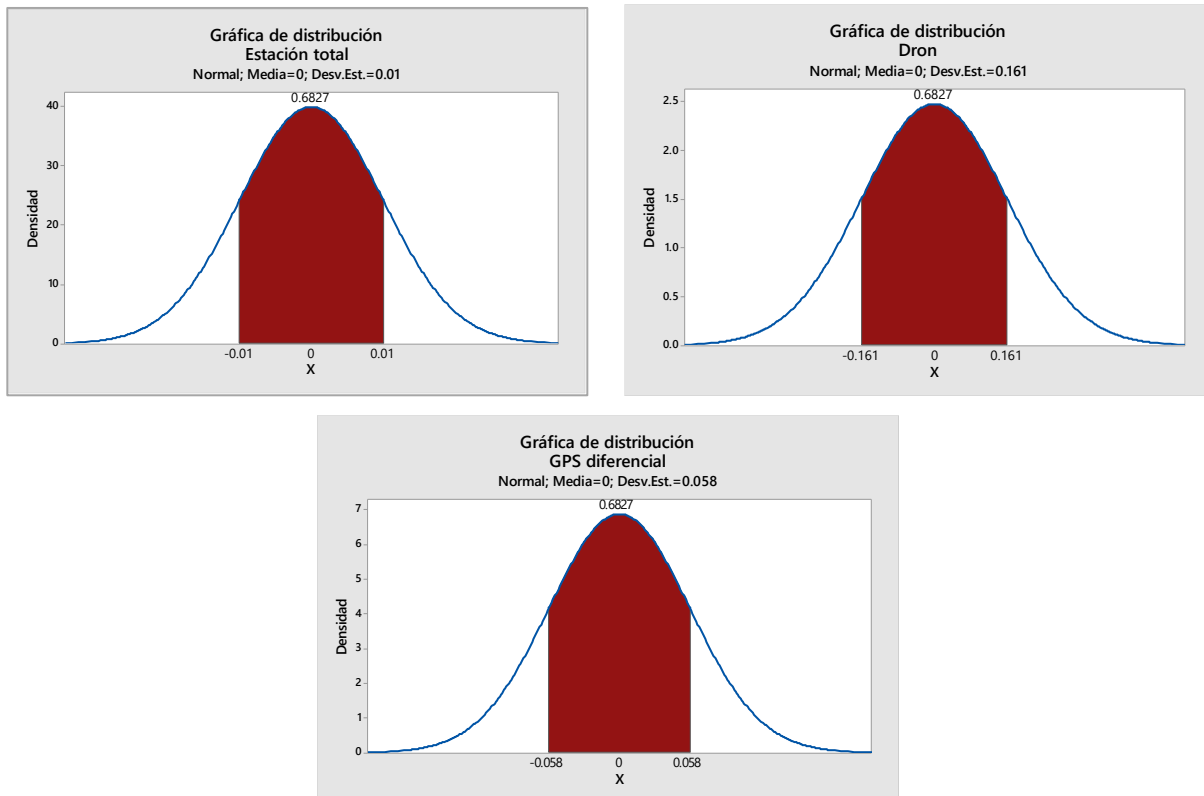 Gráfica de distribución
Estación total
Normal; Media=0; Desv.Est.=0.01
0.6827
40
30
20
10
0
Densidad
-0.01 0 0.01
X
Gráfica de distribución
Dron
Normal; Media=0; Desv.Est.=0.161
0.6827
2.5
2.0
1.5
1.0
0.5
0.0
Densidad
-0.161 0 0.161
X
Gráfica de distribución
GPS diferencial
Normal; Media=0; Desv.Est.=0.058
0.6827
7
6
5
4
3
2
1
0
Densidad
-0.058 0 0.058
X